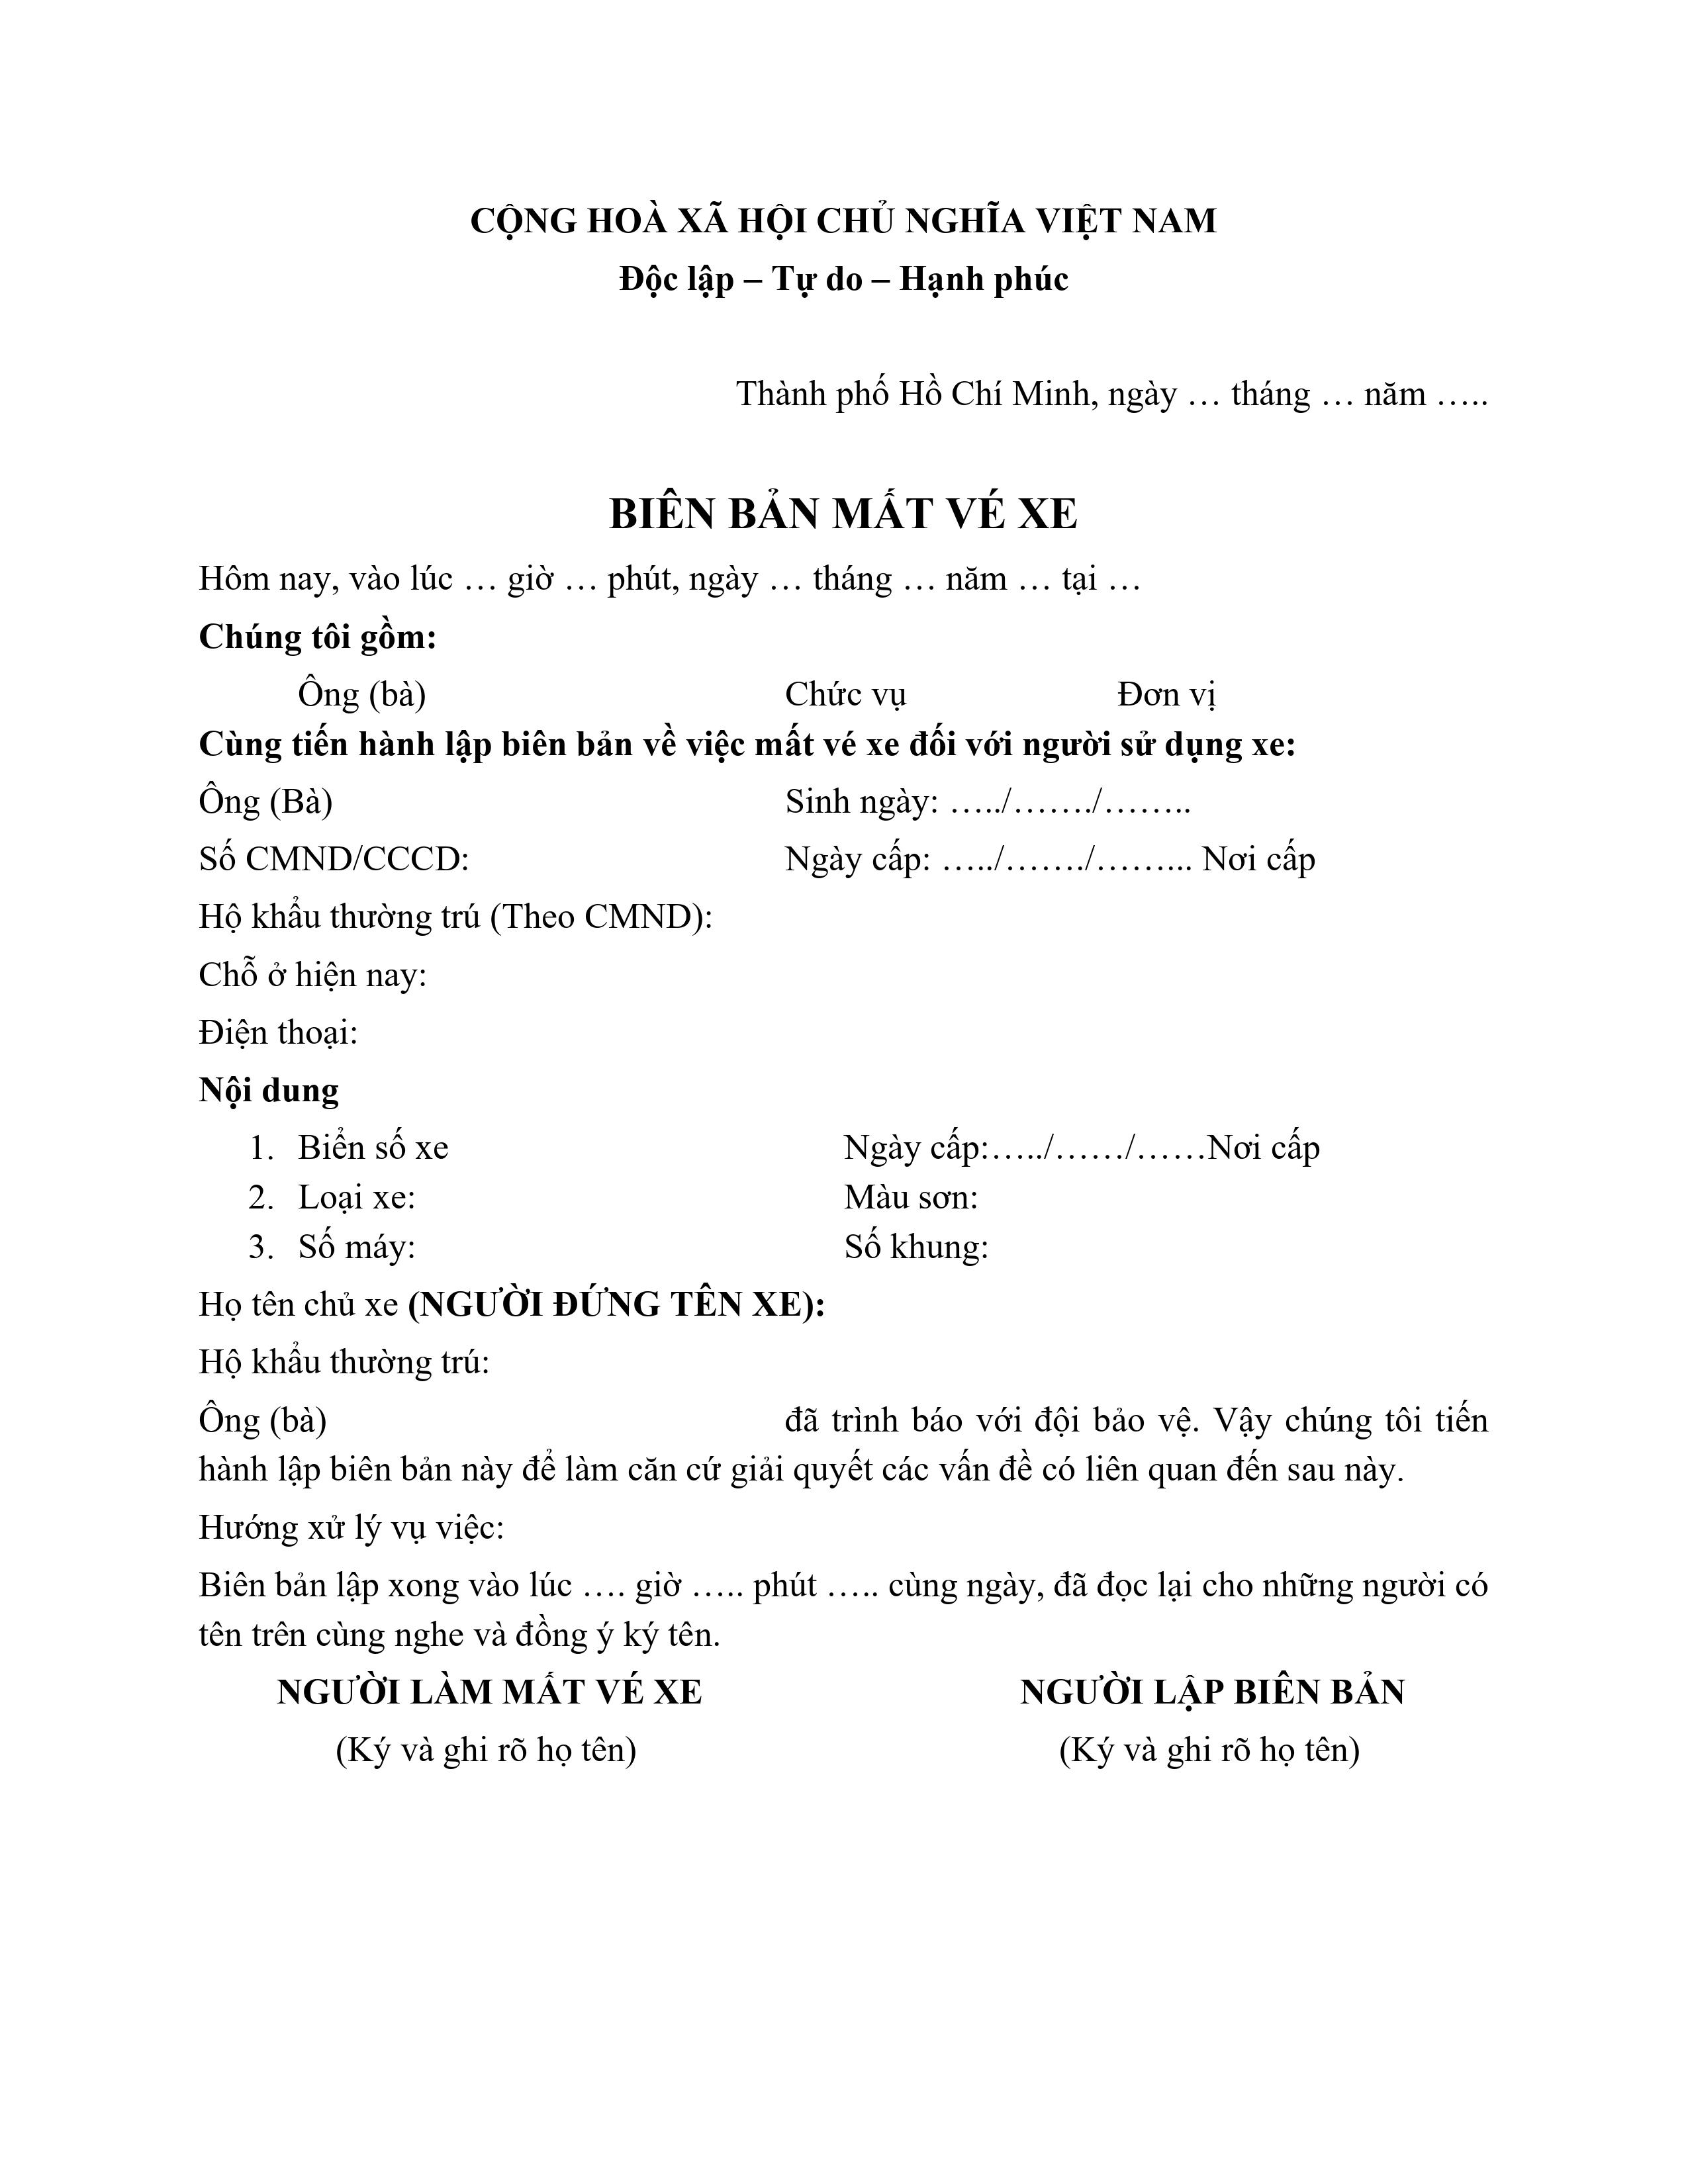 CỘNG HOÀ XÃ HỘI CHỦ NGHĨA VIỆT NAM
Độc lập – Tự do – Hạnh phúc
Thành phố Hồ Chí Minh, ngày … tháng … năm …..
BIÊN BẢN MẤT VÉ XE
Hôm nay, vào lúc … giờ … phút, ngày … tháng … năm … tại …
Chúng tôi gồm:
Ông (bà) Chức vụ Đơn vị
Cùng tiến hành lập biên bản về việc mất vé xe đối với người sử dụng xe:
Ông (Bà) Sinh ngày: …../……./……..
Số CMND/CCCD: Ngày cấp: …../……./……... Nơi cấp
Hộ khẩu thường trú (Theo CMND):
Chỗ ở hiện nay:
Điện thoại:
Nội dung
1. Biển số xe Ngày cấp:…../……/……Nơi cấp
2. Loại xe: Màu sơn:
3. Số máy: Số khung:
Họ tên chủ xe (NGƯỜI ĐỨNG TÊN XE):
Hộ khẩu thường trú:
Ông (bà) đã trình báo với đội bảo vệ. Vậy chúng tôi tiến
hành lập biên bản này để làm căn cứ giải quyết các vấn đề có liên quan đến sau này.
Hướng xử lý vụ việc:
Biên bản lập xong vào lúc …. giờ ….. phút ….. cùng ngày, đã đọc lại cho những người có
tên trên cùng nghe và đồng ý ký tên.
NGƯỜI LÀM MẤT VÉ XE NGƯỜI LẬP BIÊN BẢN
(Ký và ghi rõ họ tên) (Ký và ghi rõ họ tên)